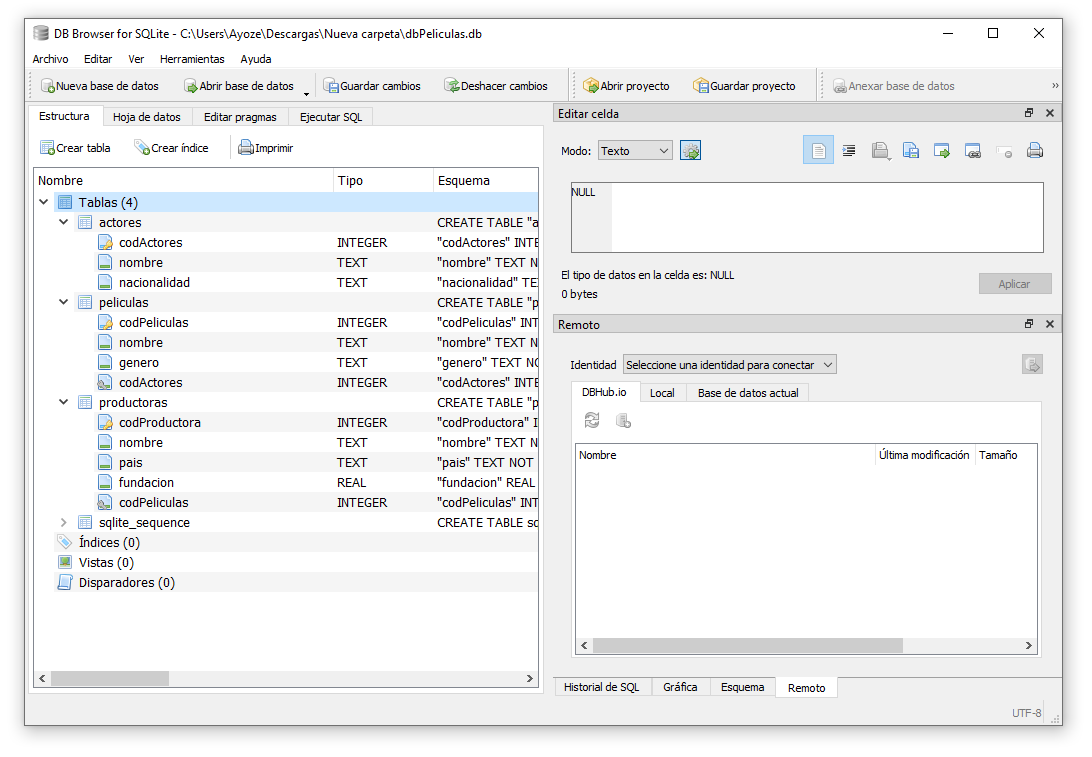 DB Browser for SQLite - C:\Users\Ayoze\Descargas\Nueva carpeta\dbPeliculas.db
Archivo Editar Ver Herramientas Ayuda
Nueva base de datos Abrir base de datos Guardar cambios Deshacer cambios Abrir proyecto Guardar proyecto Anexar base de datos »
Estructura Hoja de datos Editar pragmas Ejecutar SQL
Crear tabla Crear índice Imprimir
Nombre Tipo Esquema
Tablas (4)
actores CREATE TABLE "a
codActores INTEGER "codActores" INTE
nombre TEXT "nombre" TEXT N
nacionalidad TEXT "nacionalidad" TE
peliculas CREATE TABLE "p
codPeliculas INTEGER "codPeliculas" INT
nombre TEXT "nombre" TEXT N
genero TEXT "genero" TEXT NO
codActores INTEGER "codActores" INTE
productoras CREATE TABLE "p
codProductora INTEGER "codProductora" I
nombre TEXT "nombre" TEXT N
pais TEXT "pais" TEXT NOT
fundacion REAL "fundacion" REAL
codPeliculas INTEGER "codPeliculas" INT
sqlite_sequence CREATE TABLE sq
Índices (0)
Vistas (0)
Disparadores (0)
Editar celda
Modo: Texto
NULL
El tipo de datos en la celda es: NULL
0 bytes
Aplicar
Remoto
Identidad Seleccione una identidad para conectar
DBHub.io Local Base de datos actual
Nombre Última modificación Tamaño
Historial de SQL Gráfica Esquema Remoto
UTF-8